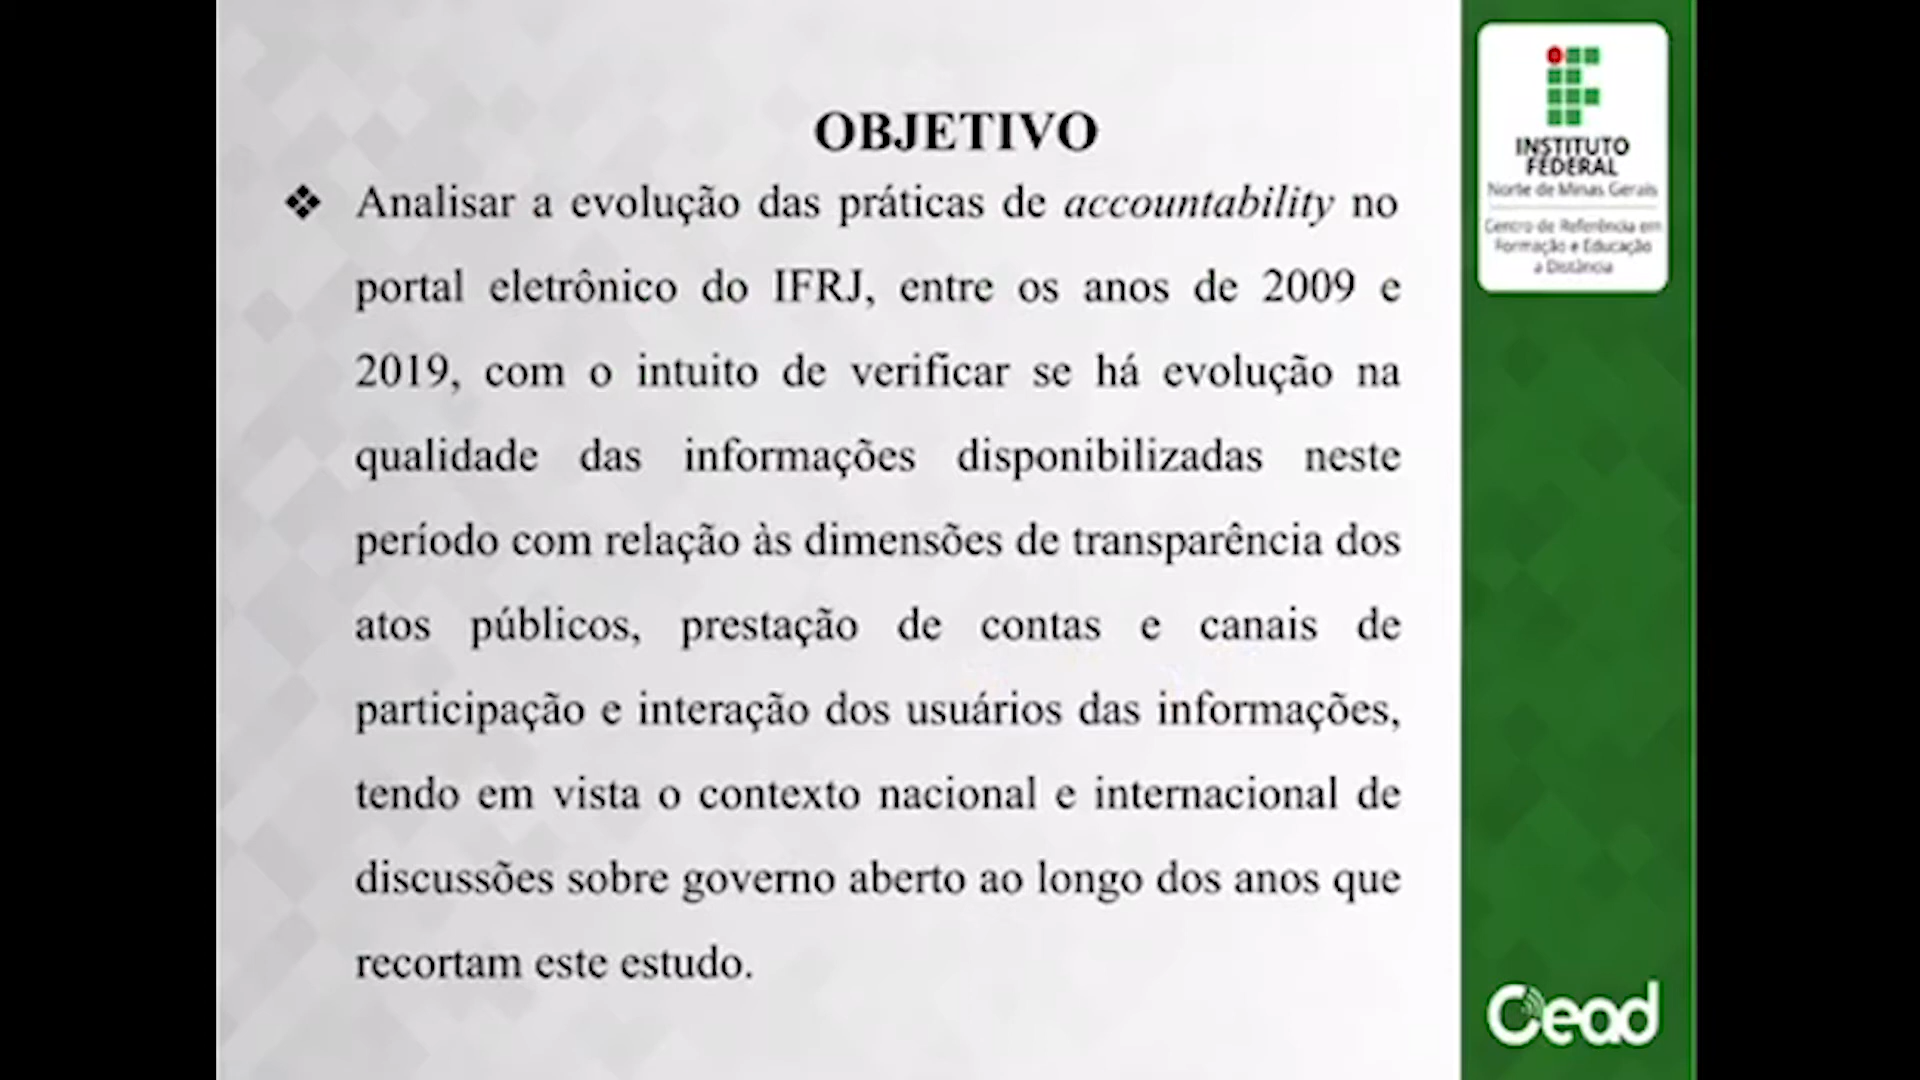 OBJETIVO
❖ Analisar a evolução das práticas de accountability no
portal eletrônico do IFRJ, entre os anos de 2009 e
2019, com o intuito de verificar se há evolução na
qualidade das informações disponibilizadas neste
período com relação às dimensões de transparência dos
atos públicos, prestação de contas e canais de
participação e interação dos usuários das informações,
tendo em vista o contexto nacional e internacional de
discussões sobre governo aberto ao longo dos anos que
recortam este estudo.
INSTITUTO
FEDERAL
Norte de Minas Gerais
Centro de Referência em
Formação e Educação
a Distância
Cead